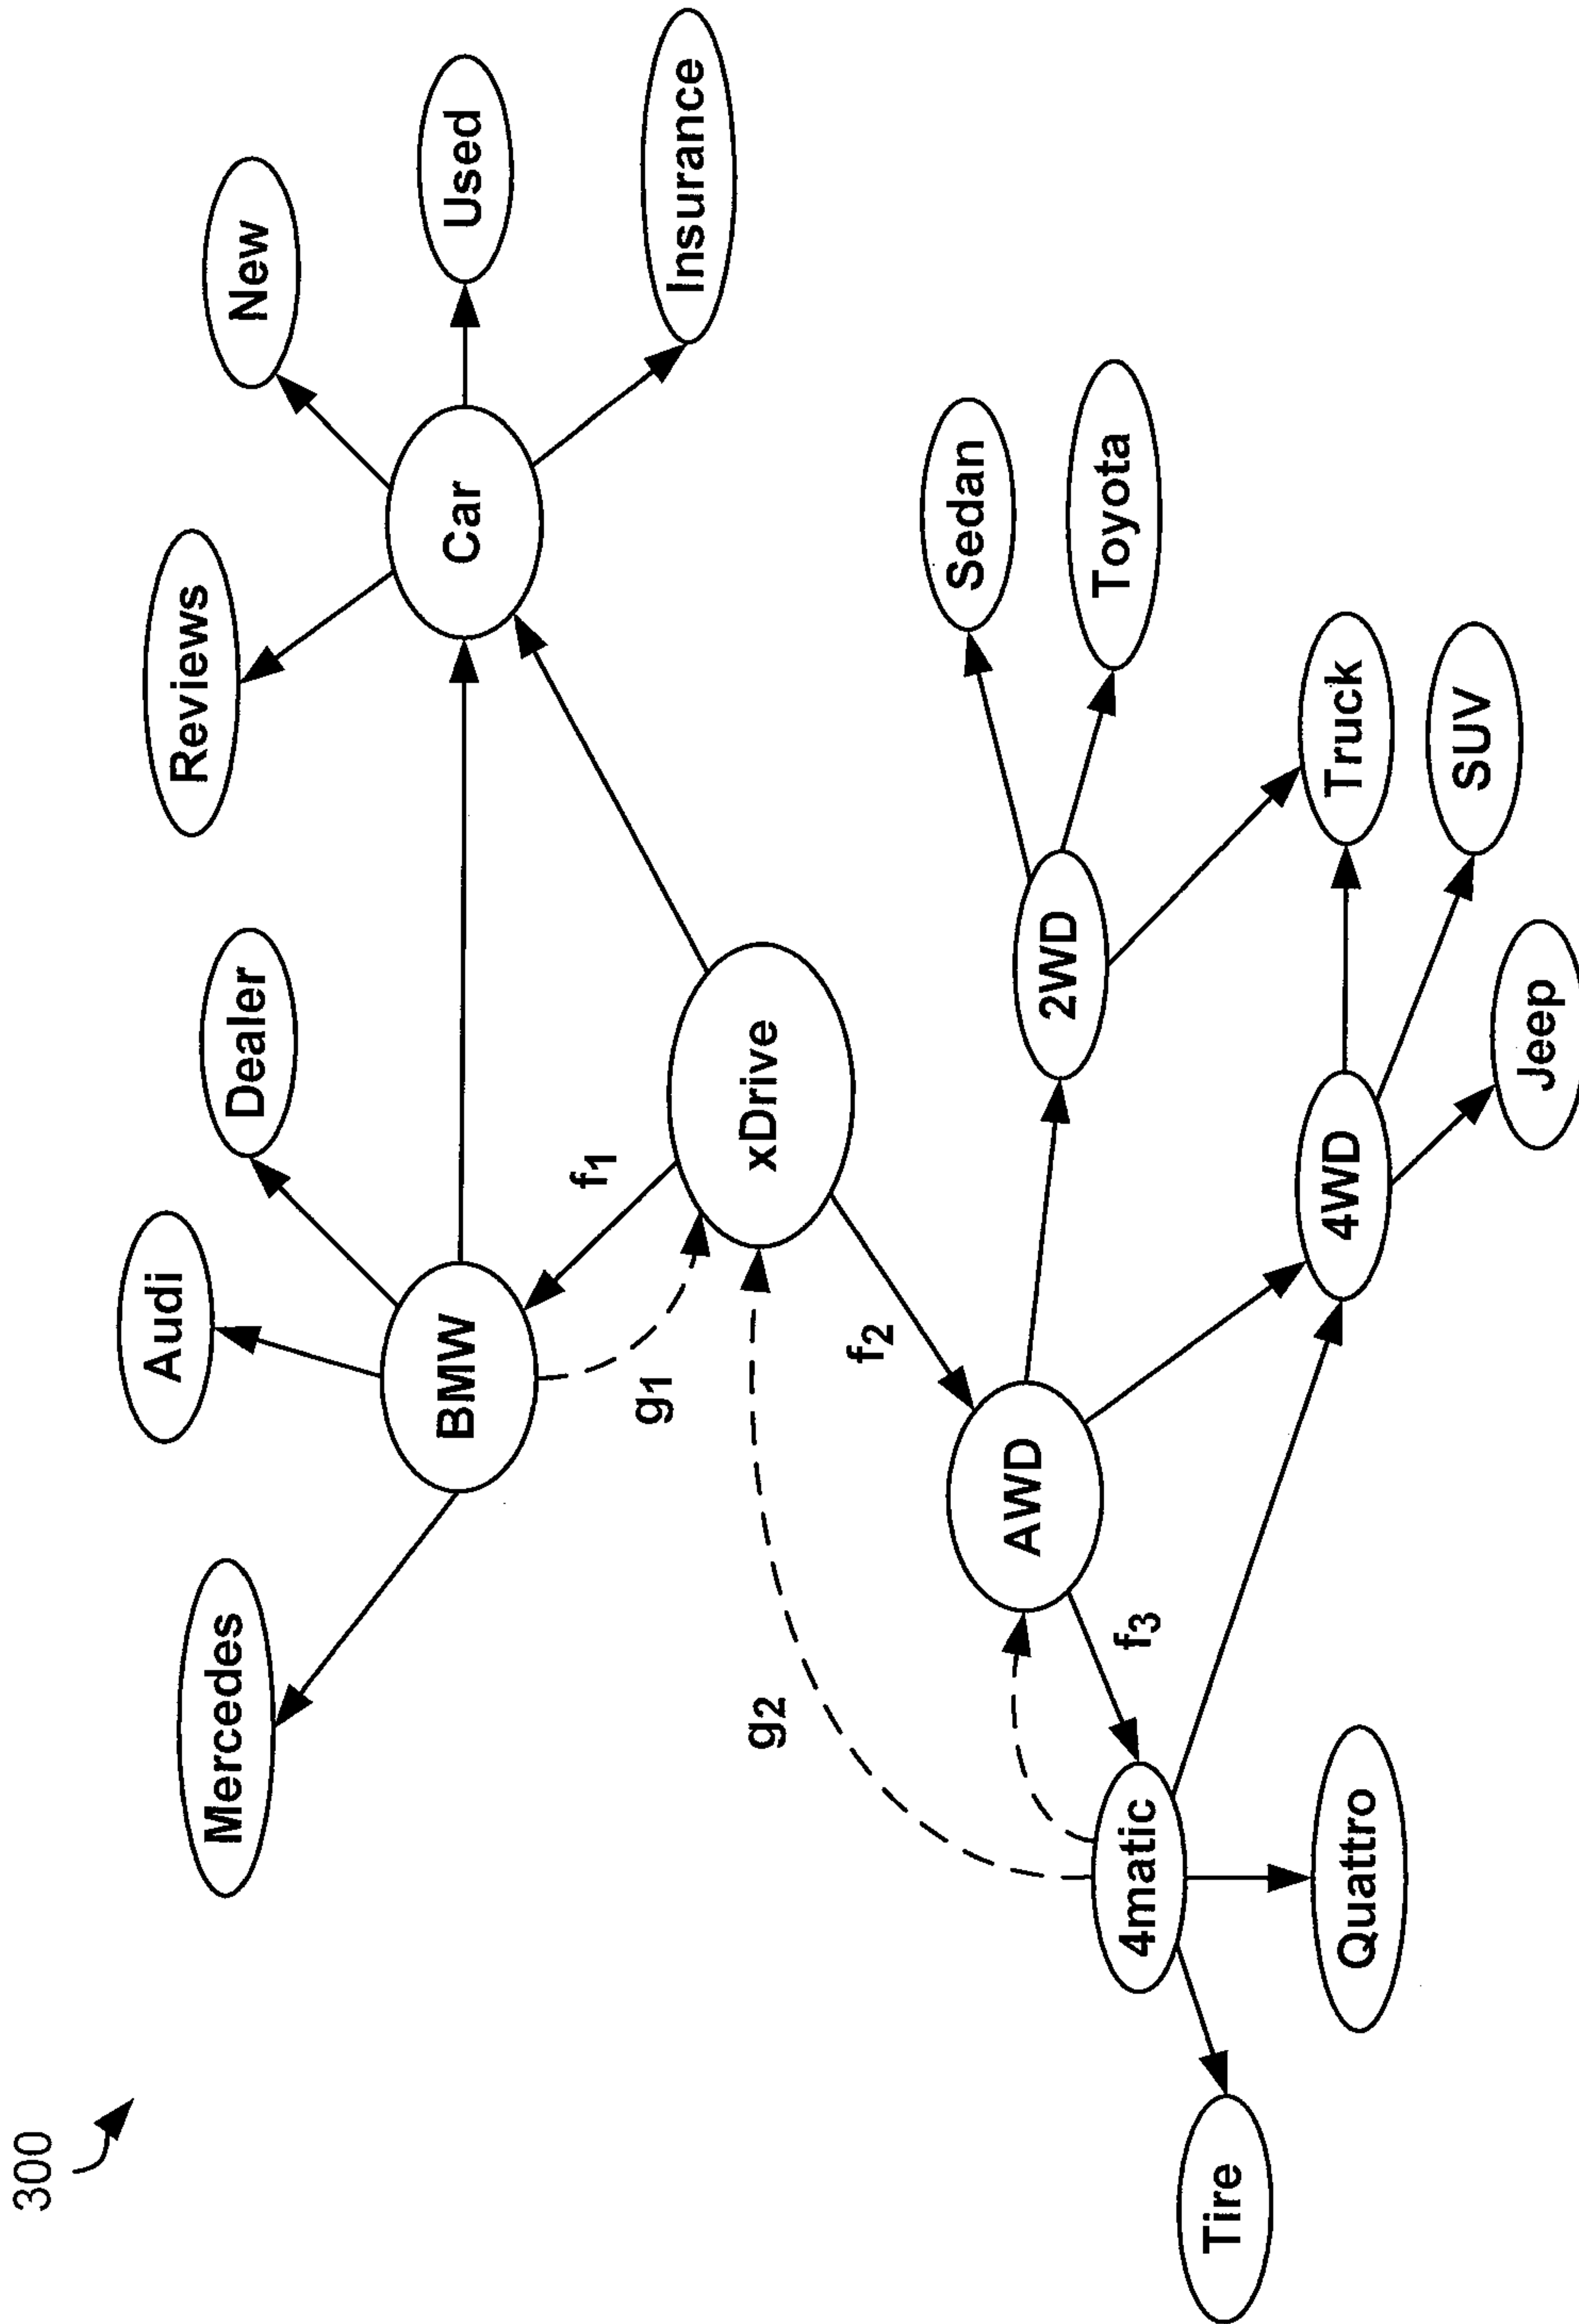 300
Mercedes
Audi
Dealer
Reviews
New
BMW
Car
Used
g1
f1
Insurance
g2
f2
xDrive
AWD
2WD
Sedan
Toyota
4matic
f3
4WD
Truck
SUV
Tire
Quattro
Jeep